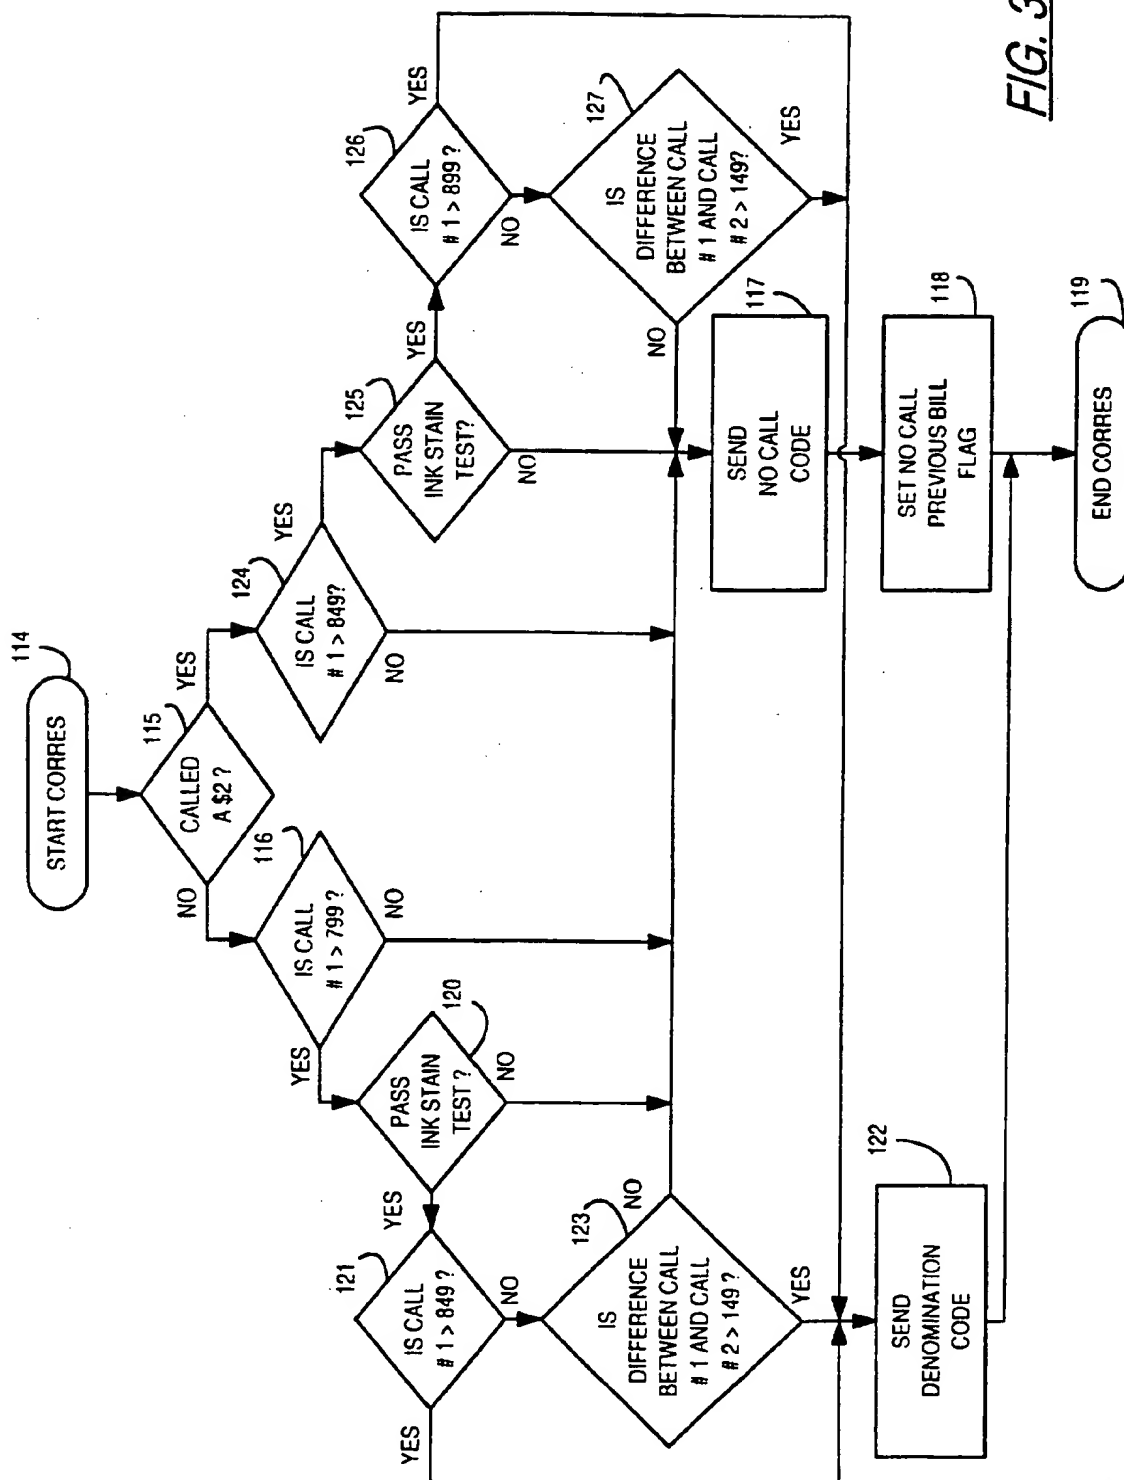 START CORRES
114
CALLED
A $2 ?
115
NO
YES
IS CALL
# 1 > 799 ?
116
YES
NO
IS CALL
# 1 > 849?
124
YES
NO
PASS
INK STAIN
TEST ?
120
YES
NO
PASS
INK STAIN
TEST?
125
YES
NO
IS CALL
# 1 > 849 ?
121
YES
NO
IS CALL
# 1 > 899 ?
126
YES
NO
IS
DIFFERENCE
BETWEEN CALL
# 1 AND CALL
# 2 > 149 ?
123
NO
YES
IS
DIFFERENCE
BETWEEN CALL
# 1 AND CALL
# 2 > 149?
127
NO
YES
SEND
NO CALL
CODE
117
SEND
DENOMINATION
CODE
122
SET NO CALL
PREVIOUS BILL
FLAG
118
END CORRES
119
FIG. 3